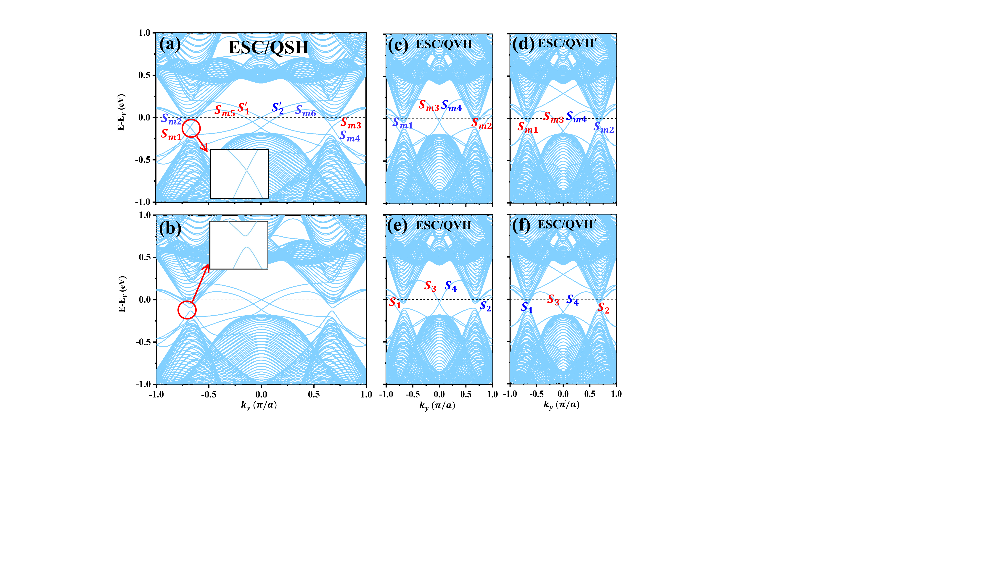 (a) ESC/QSH
E-E_F (eV)
1.0
0.5
0.0
-0.5
-1.0
S_m2
S_m1
S_m5 S′_1 S′_2 S_m6
S_m3
S_m4
(c) ESC/QVH
S_m3 S_m4
S_m1 S_m2
(d) ESC/QVH′
S_m3 S_m4
S_m1 S_m2
(b)
E-E_F (eV)
1.0
0.5
0.0
-0.5
-1.0
-1.0 -0.5 0.0 0.5 1.0
k_y (π/a)
(e) ESC/QVH
S_3 S_4
S_1 S_2
-1.0 -0.5 0.0 0.5 1.0
k_y (π/a)
(f) ESC/QVH′
S_3 S_4
S_1 S_2
-1.0 -0.5 0.0 0.5 1.0
k_y (π/a)